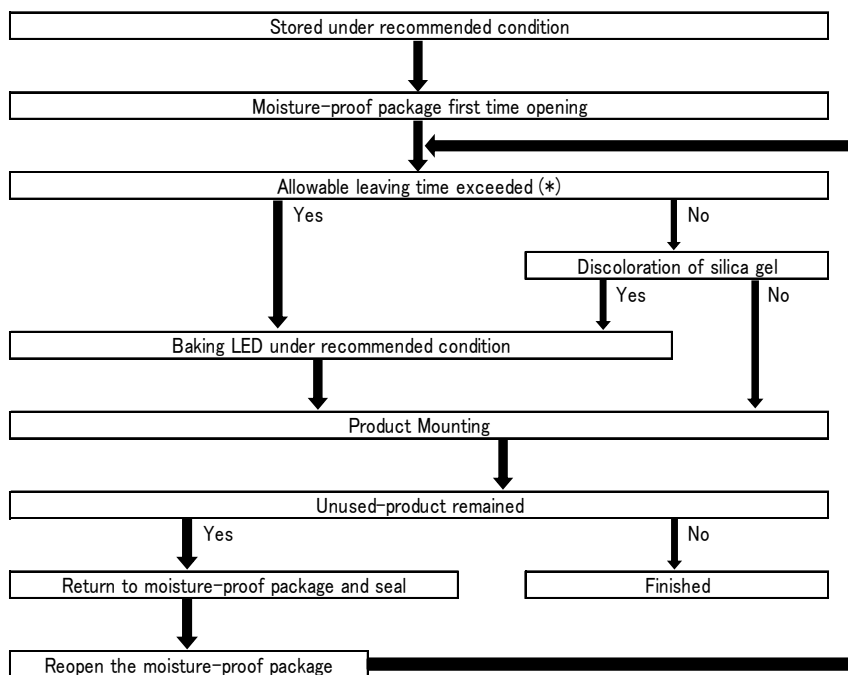 Stored under recommended condition
Moisture-proof package first time opening
Allowable leaving time exceeded (*)
Yes
No
Discoloration of silica gel
Yes
No
Baking LED under recommended condition
Product Mounting
Unused-product remained
Yes
No
Return to moisture-proof package and seal
Finished
Reopen the moisture-proof package